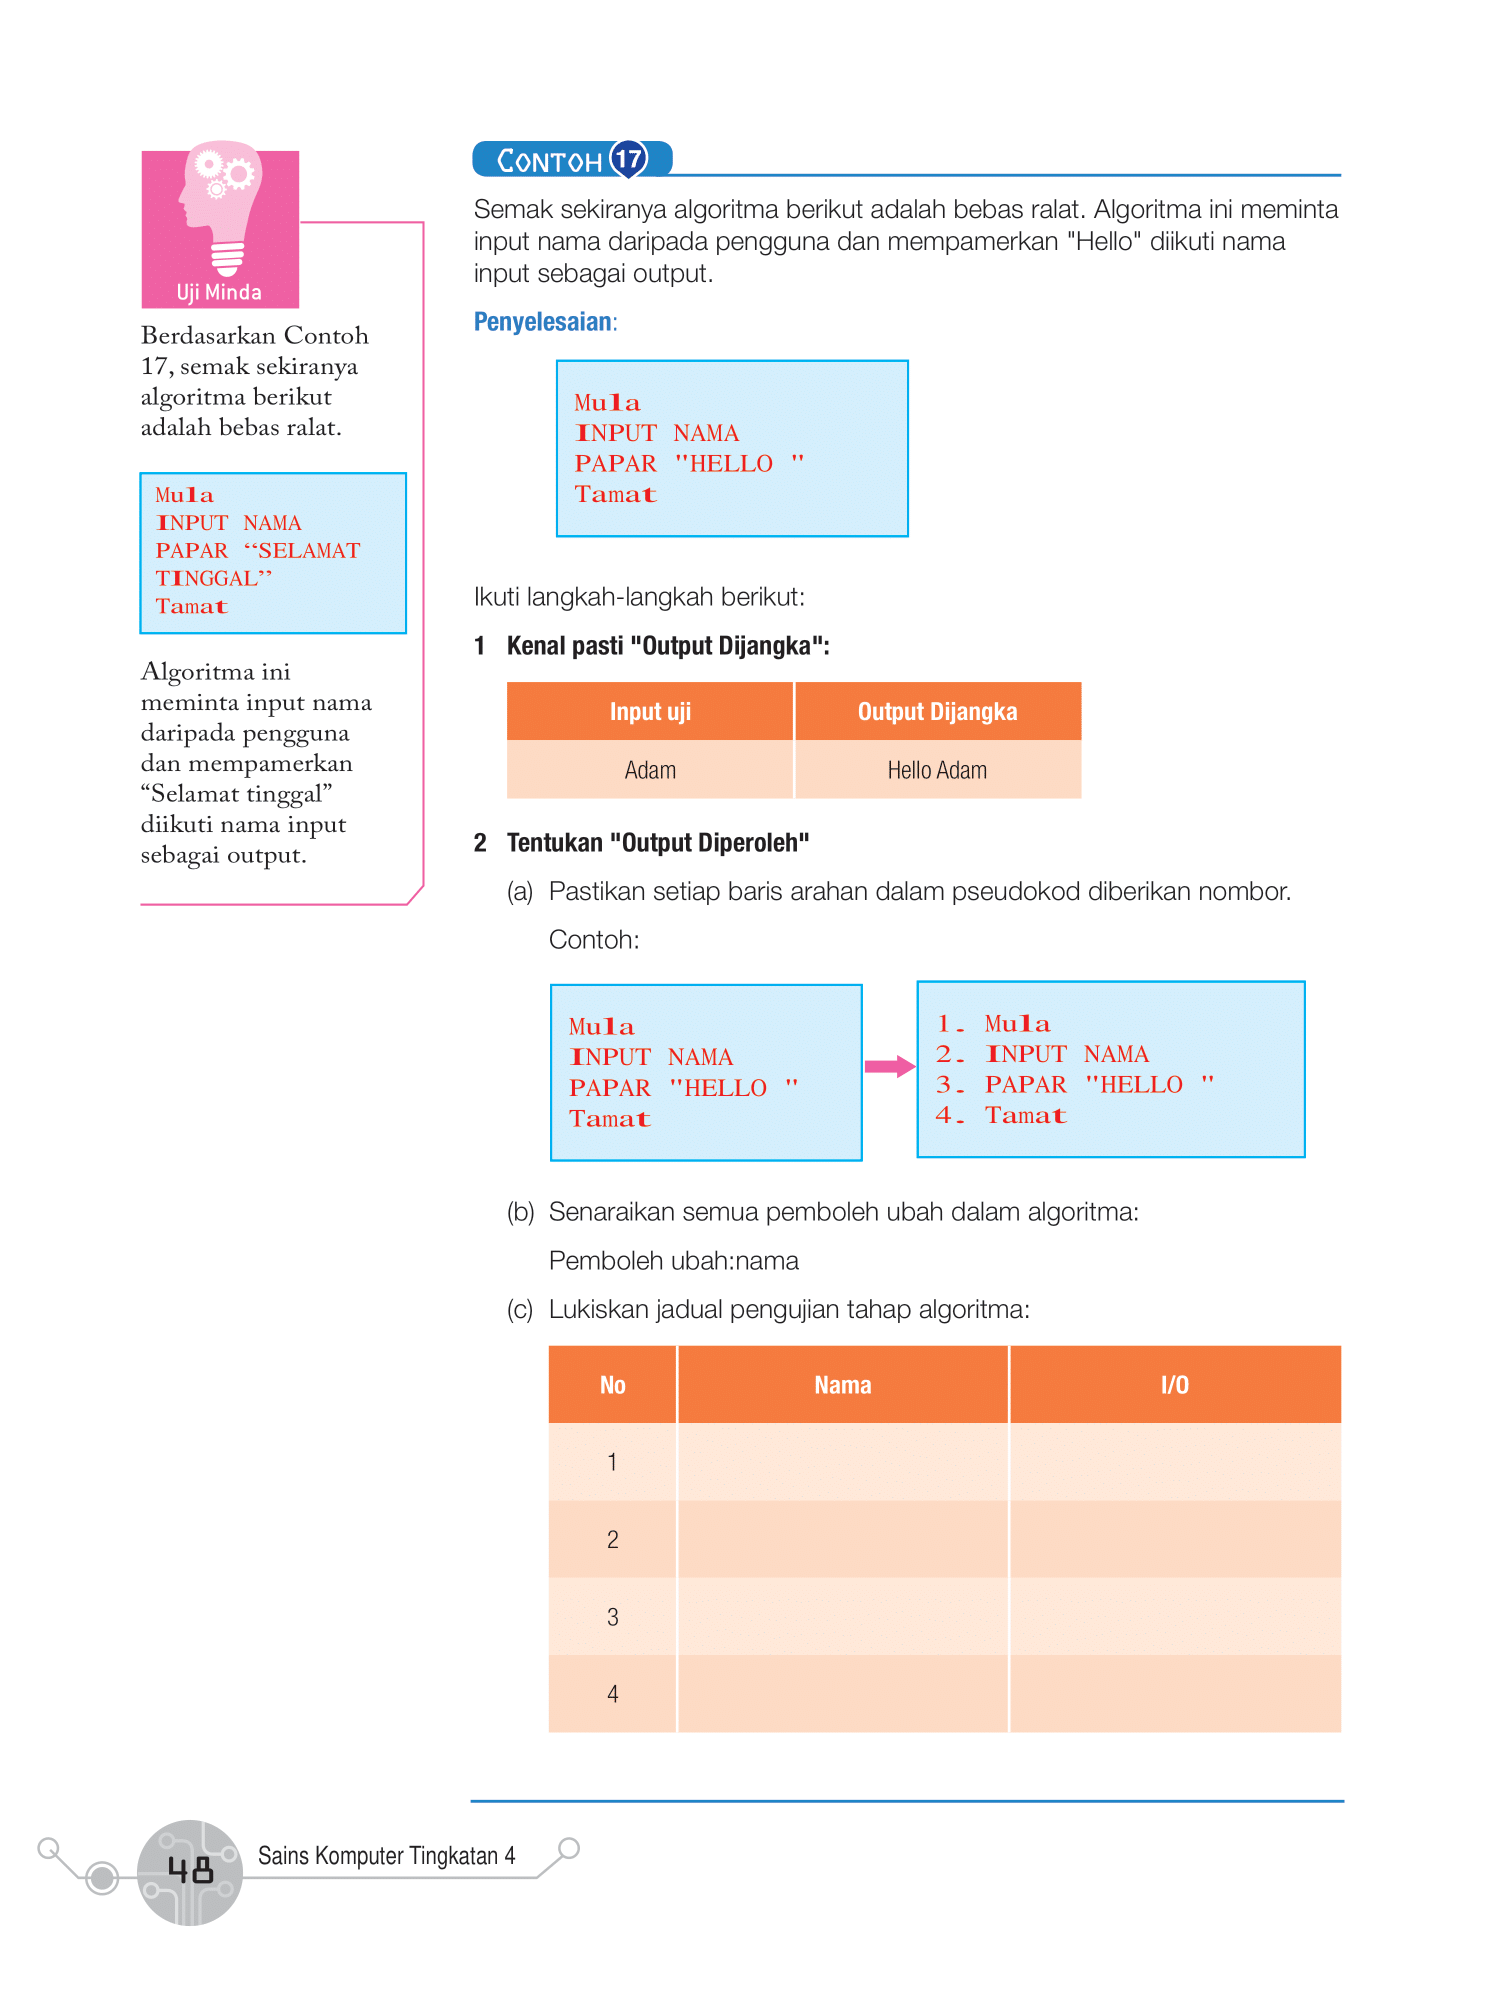 Uji Minda
Berdasarkan Contoh
17, semak sekiranya
algoritma berikut
adalah bebas ralat.
Mula
INPUT NAMA
PAPAR “SELAMAT
TINGGAL”
Tamat
Algoritma ini
meminta input nama
daripada pengguna
dan mempamerkan
“Selamat tinggal”
diikuti nama input
sebagai output.
CONTOH 17
Semak sekiranya algoritma berikut adalah bebas ralat. Algoritma ini meminta
input nama daripada pengguna dan mempamerkan "Hello" diikuti nama
input sebagai output.
Penyelesaian:
Mula
INPUT NAMA
PAPAR "HELLO "
Tamat
Ikuti langkah-langkah berikut:
1 Kenal pasti "Output Dijangka":
Input uji Output Dijangka
Adam Hello Adam
2 Tentukan "Output Diperoleh"
(a) Pastikan setiap baris arahan dalam pseudokod diberikan nombor.
Contoh:
Mula
INPUT NAMA
PAPAR "HELLO "
Tamat
1. Mula
2. INPUT NAMA
3. PAPAR "HELLO "
4. Tamat
(b) Senaraikan semua pemboleh ubah dalam algoritma:
Pemboleh ubah:nama
(c) Lukiskan jadual pengujian tahap algoritma:
No Nama I/O
1
2
3
4
48 Sains Komputer Tingkatan 4